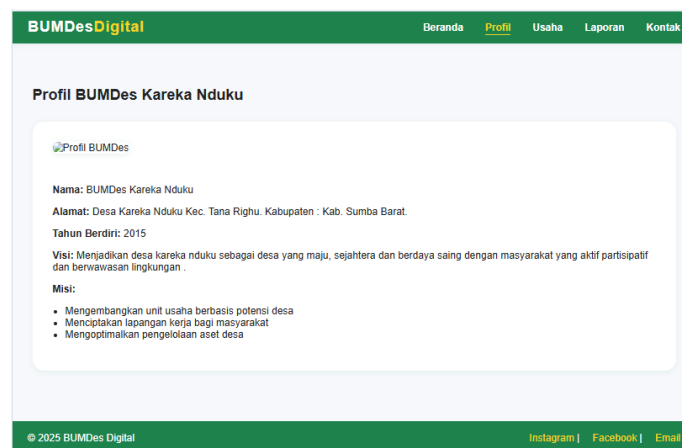 BUMDesDigital
Beranda Profil Usaha Laporan Kontak
Profil BUMDes Kareka Nduku
Profil BUMDes
Nama: BUMDes Kareka Nduku
Alamat: Desa Kareka Nduku Kec. Tana Righu. Kabupaten : Kab. Sumba Barat.
Tahun Berdiri: 2015
Visi: Menjadikan desa kareka nduku sebagai desa yang maju, sejahtera dan berdaya saing dengan masyarakat yang aktif partisipatif
dan berwawasan lingkungan .
Misi:
• Mengembangkan unit usaha berbasis potensi desa
• Menciptakan lapangan kerja bagi masyarakat
• Mengoptimalkan pengelolaan aset desa
© 2025 BUMDes Digital
Instagram | Facebook | Email